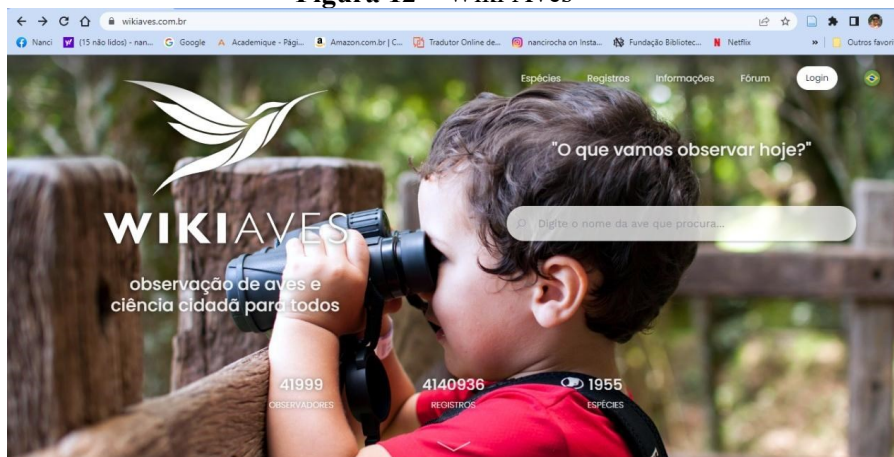 Figura 12 – Wiki Aves
wikiaves.com.br
Nanci
(15 não lidos) - nan...
Google
Academique - Pági...
Amazon.com.br | C...
Tradutor Online de...
nancirocha on Insta...
Fundação Bibliotec...
Netflix
»
Outros favori
Espécies
Registros
Informações
Fórum
Login
"O que vamos observar hoje?"
Digite o nome da ave que procura...
WIKIAVES
observação de aves e
ciência cidadã para todos
41999
OBSERVADORES
4140936
REGISTROS
1955
ESPÉCIES